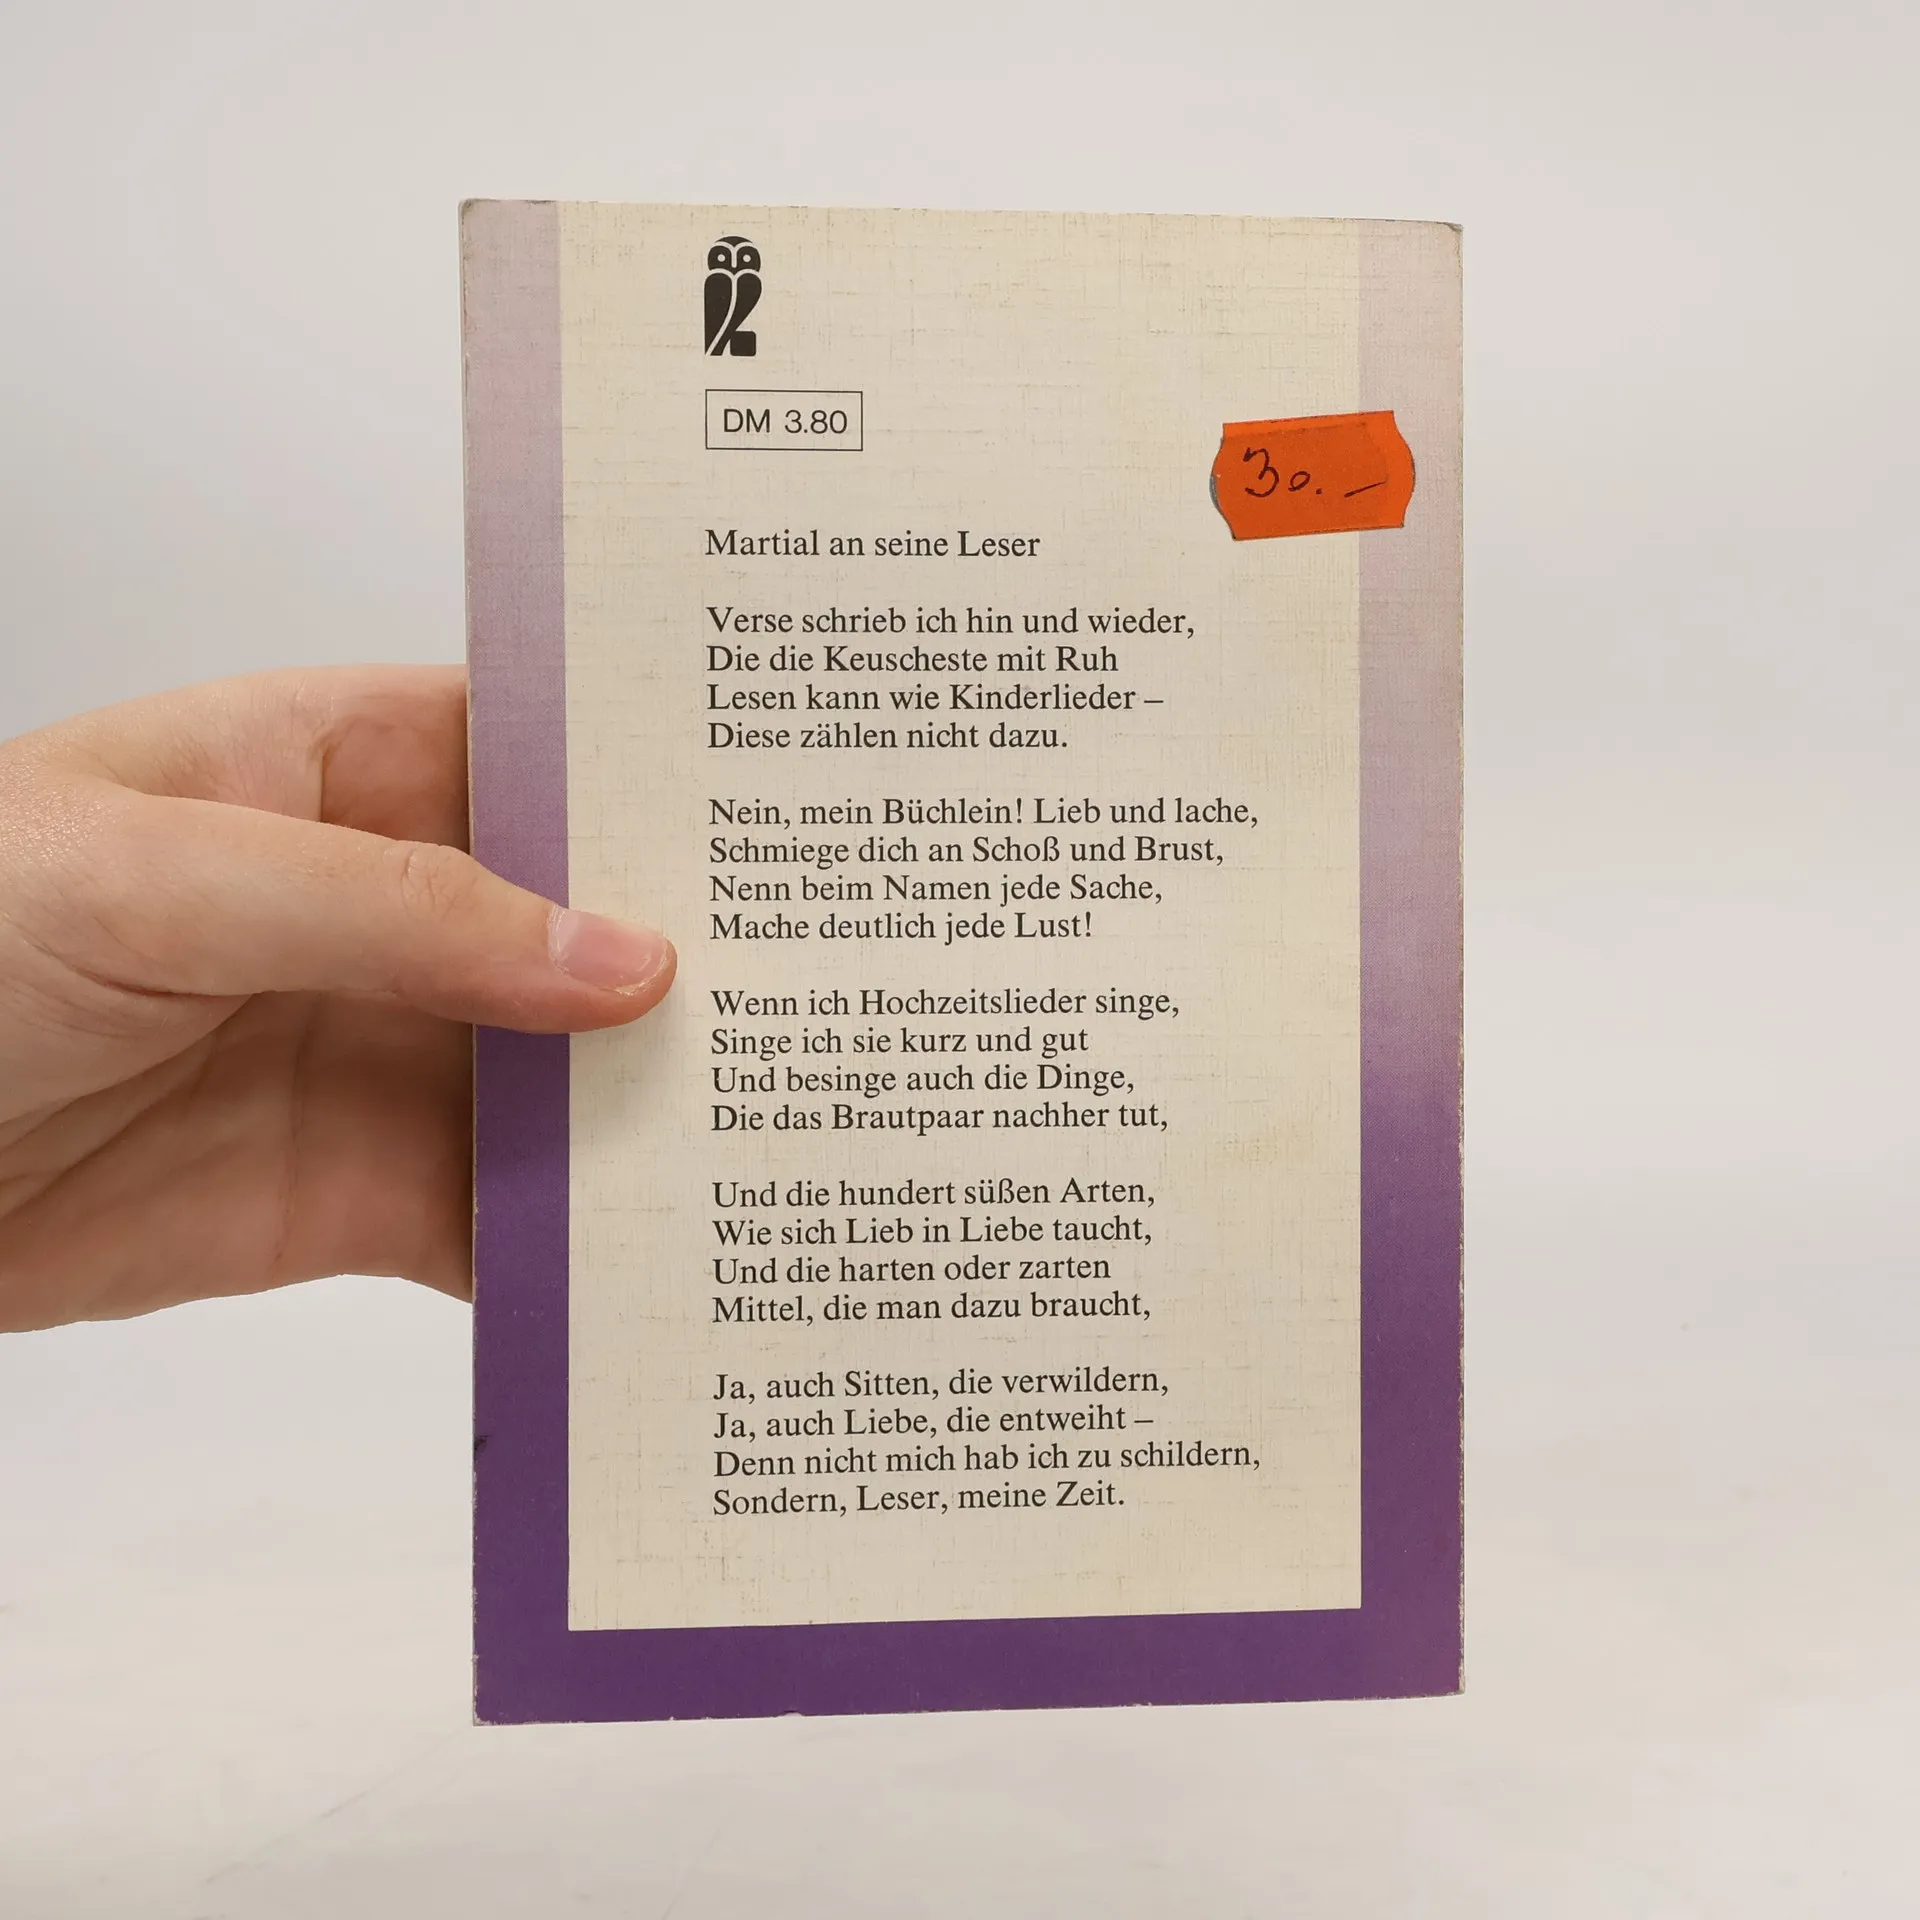 DM 3.80
30.—
Martial an seine Leser
Verse schrieb ich hin und wieder,
Die die Keuscheste mit Ruh
Lesen kann wie Kinderlieder –
Diese zählen nicht dazu.
Nein, mein Büchlein! Lieb und lache,
Schmiege dich an Schoß und Brust,
Nenn beim Namen jede Sache,
Mache deutlich jede Lust!
Wenn ich Hochzeitslieder singe,
Singe ich sie kurz und gut
Und besinge auch die Dinge,
Die das Brautpaar nachher tut,
Und die hundert süßen Arten,
Wie sich Lieb in Liebe taucht,
Und die harten oder zarten
Mittel, die man dazu braucht,
Ja, auch Sitten, die verwildern,
Ja, auch Liebe, die entweiht –
Denn nicht mich hab ich zu schildern,
Sondern, Leser, meine Zeit.